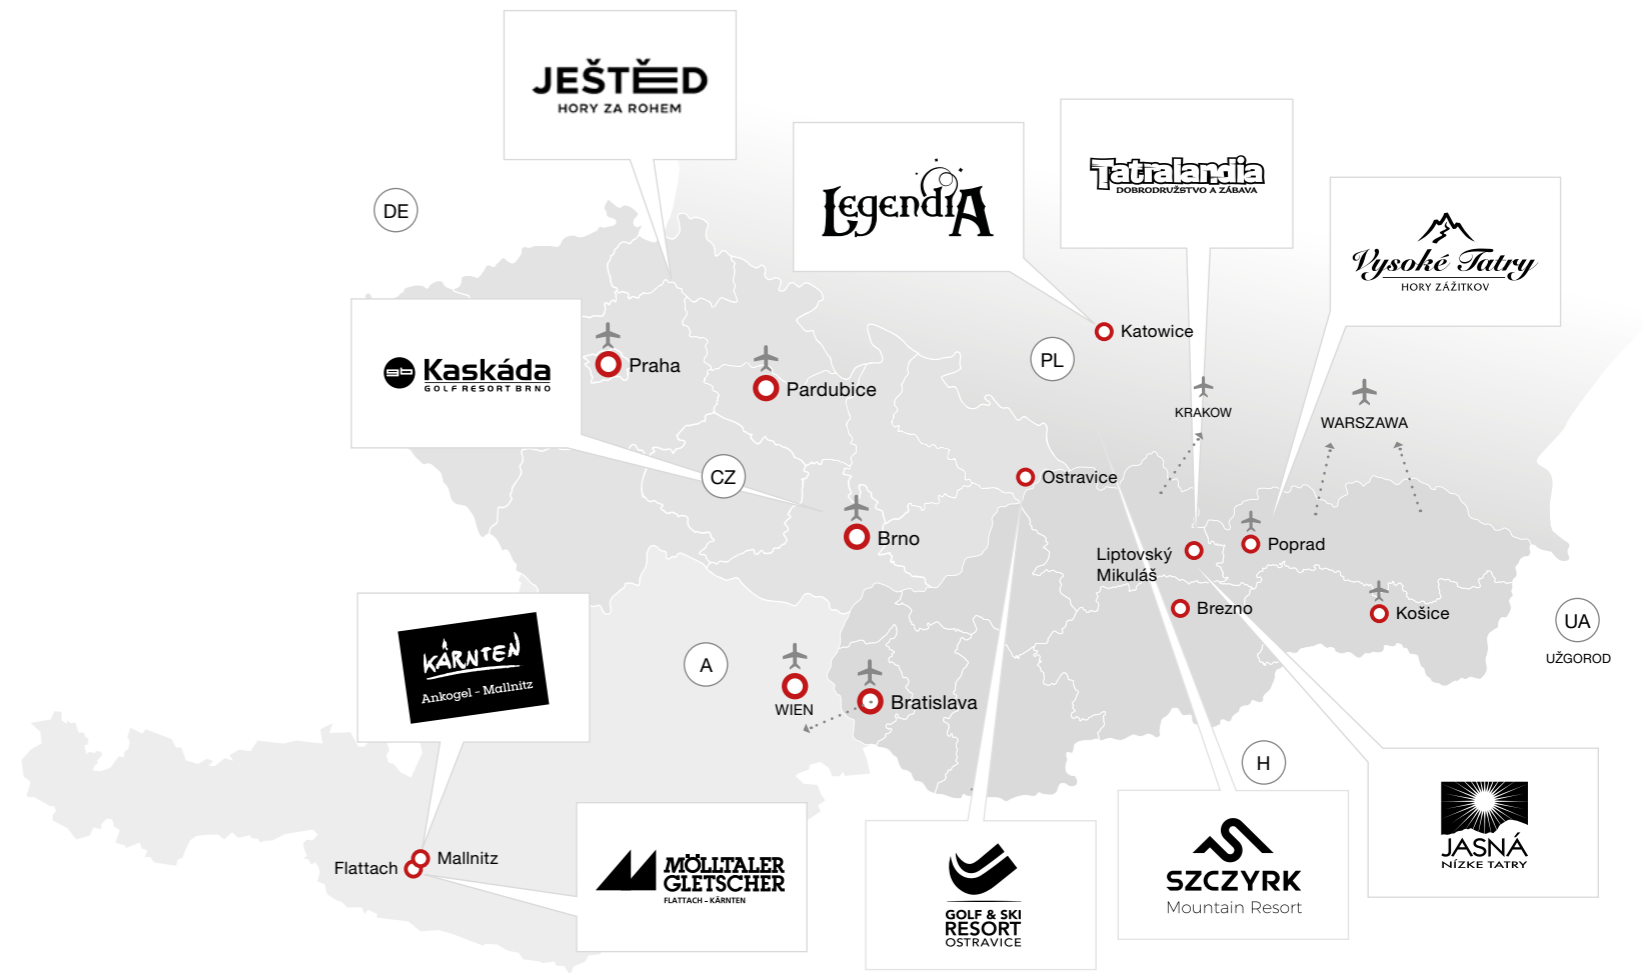 JEŠTĚD
HORY ZA ROHEM
LegendiA
Tatralandia
DOBRODRUŽSTVO A ZÁBAVA
DE
Vysoké Tatry
HORY ZÁŽITKOV
gb Kaskáda
GOLF RESORT BRNO
Praha
Pardubice
Katowice
PL
KRAKOW
WARSZAWA
CZ
Ostravice
Brno
Liptovský
Mikuláš
Poprad
Brezno
Košice
UA
UŽGOROD
KÄRNTEN
Ankogel – Mallnitz
A
WIEN
Bratislava
H
Flattach
Mallnitz
MÖLLTALER
GLETSCHER
FLATTACH – KÄRNTEN
GOLF & SKI
RESORT
OSTRAVICE
SZCZYRK
Mountain Resort
JASNÁ
NÍZKE TATRY